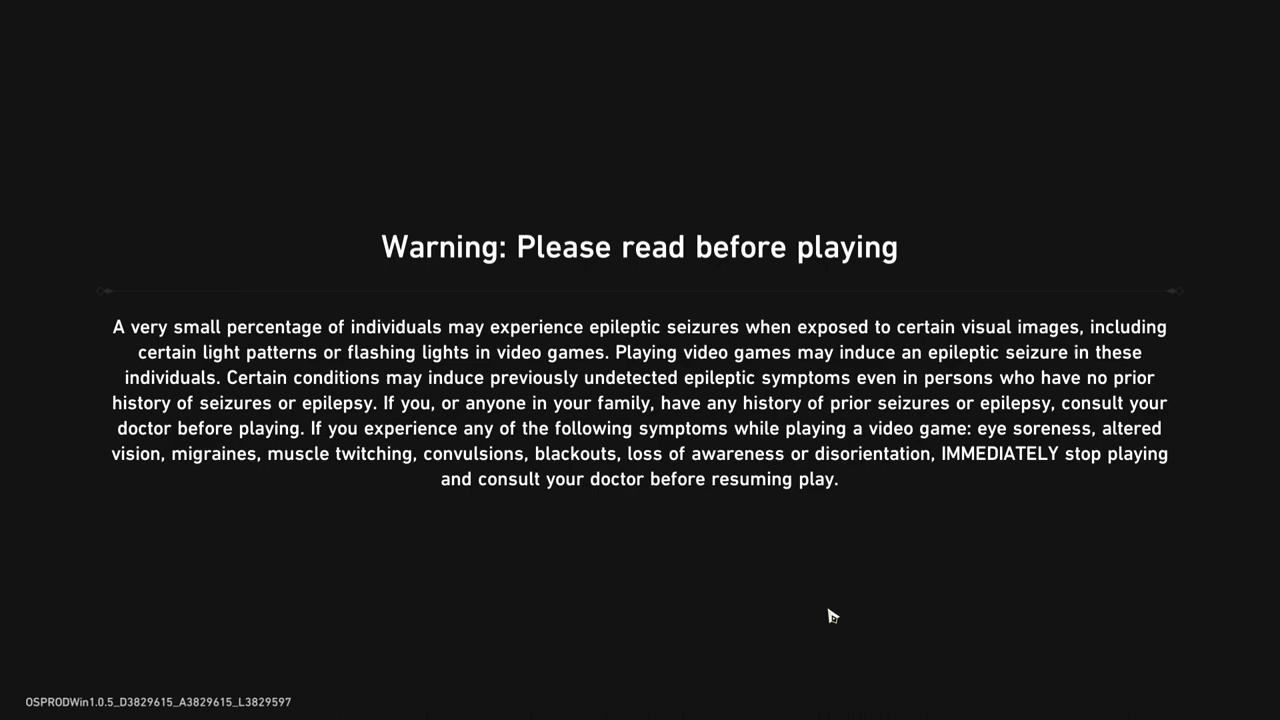 Warning: Please read before playing
A very small percentage of individuals may experience epileptic seizures when exposed to certain visual images, including
certain light patterns or flashing lights in video games. Playing video games may induce an epileptic seizure in these
individuals. Certain conditions may induce previously undetected epileptic symptoms even in persons who have no prior
history of seizures or epilepsy. If you, or anyone in your family, have any history of prior seizures or epilepsy, consult your
doctor before playing. If you experience any of the following symptoms while playing a video game: eye soreness, altered
vision, migraines, muscle twitching, convulsions, blackouts, loss of awareness or disorientation, IMMEDIATELY stop playing
and consult your doctor before resuming play.
OSPRODWin1.0.5_D3829615_A3829615_L3829597